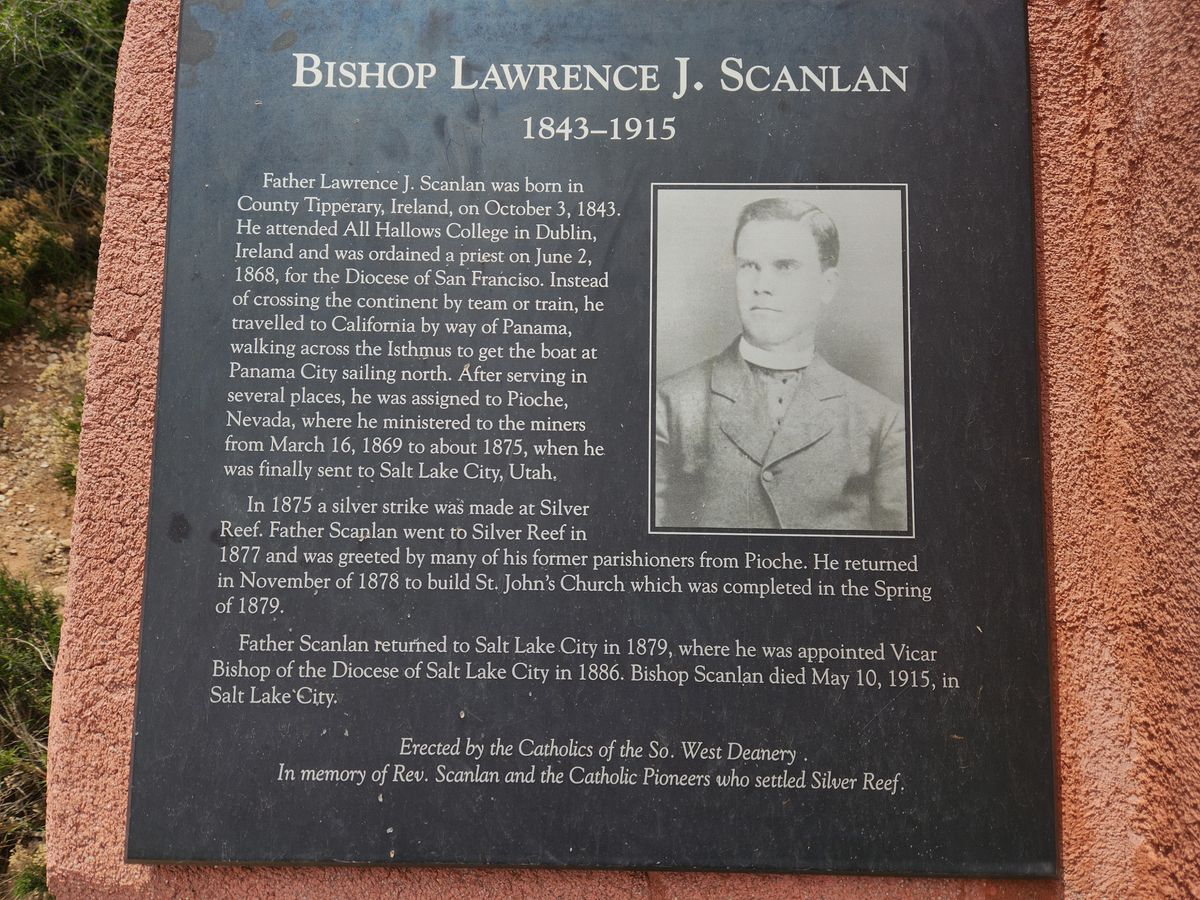 BISHOP LAWRENCE J. SCANLAN
1843–1915
Father Lawrence J. Scanlan was born in
County Tipperary, Ireland, on October 3, 1843.
He attended All Hallows College in Dublin,
Ireland and was ordained a priest on June 2,
1868, for the Diocese of San Franciso. Instead
of crossing the continent by team or train, he
travelled to California by way of Panama,
walking across the Isthmus to get the boat at
Panama City sailing north. After serving in
several places, he was assigned to Pioche,
Nevada, where he ministered to the miners
from March 16, 1869 to about 1875, when he
was finally sent to Salt Lake City, Utah.
In 1875 a silver strike was made at Silver
Reef. Father Scanlan went to Silver Reef in
1877 and was greeted by many of his former parishioners from Pioche. He returned
in November of 1878 to build St. John's Church which was completed in the Spring
of 1879.
Father Scanlan returned to Salt Lake City in 1879, where he was appointed Vicar
Bishop of the Diocese of Salt Lake City in 1886. Bishop Scanlan died May 10, 1915, in
Salt Lake City.
Erected by the Catholics of the So. West Deanery .
In memory of Rev. Scanlan and the Catholic Pioneers who settled Silver Reef.